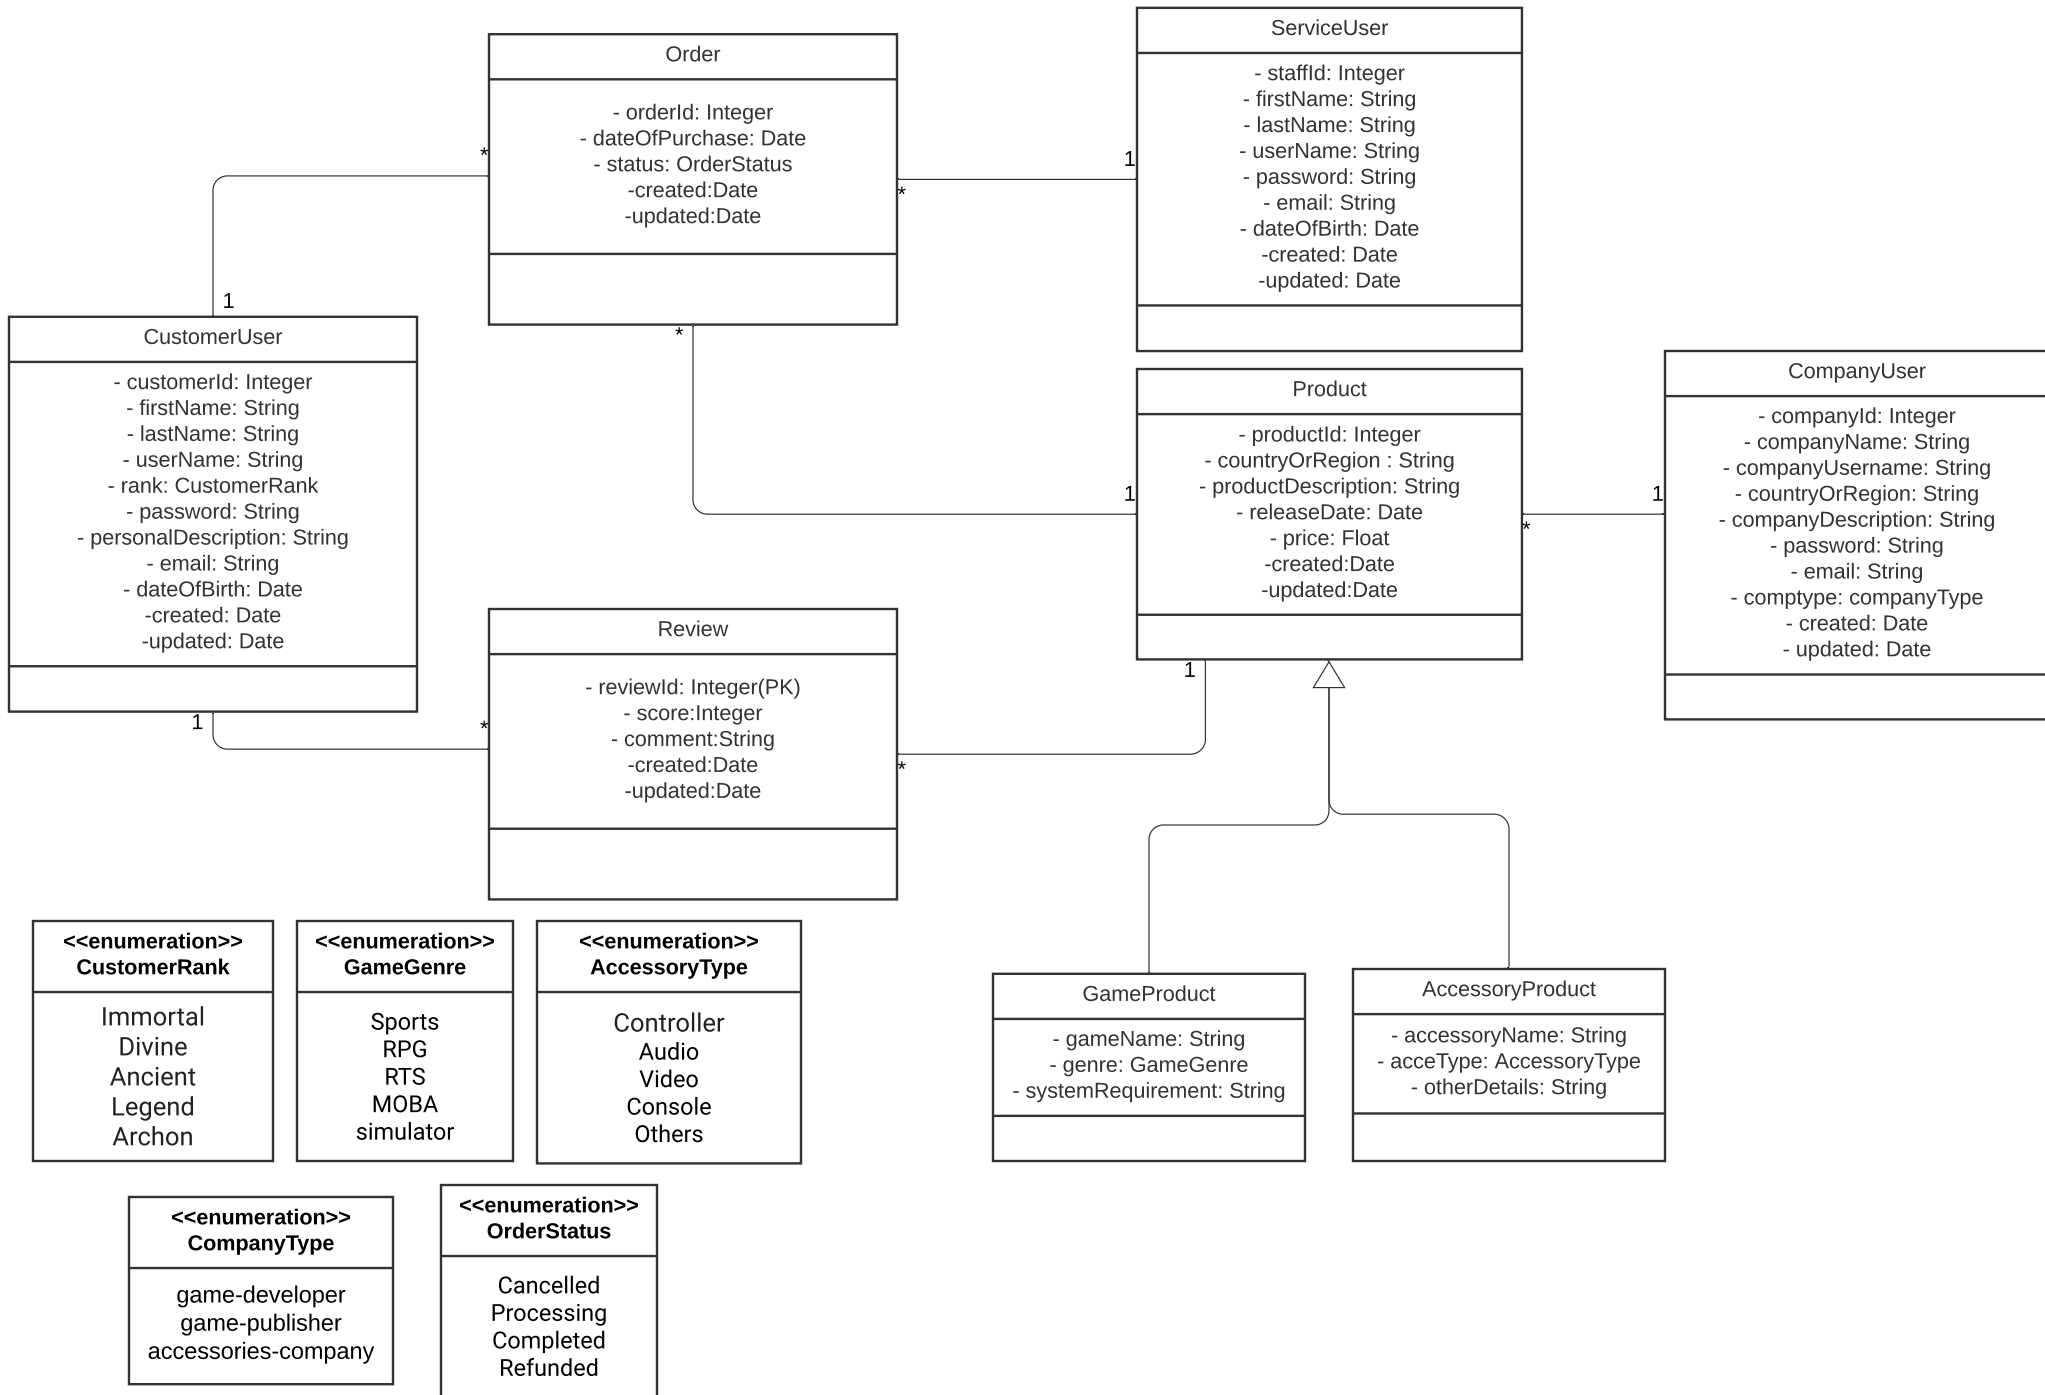 Order
- orderId: Integer
- dateOfPurchase: Date
- status: OrderStatus
-created:Date
-updated:Date
ServiceUser
- staffId: Integer
- firstName: String
- lastName: String
- userName: String
- password: String
- email: String
- dateOfBirth: Date
-created: Date
-updated: Date
*
1
1
*
*
CustomerUser
- customerId: Integer
- firstName: String
- lastName: String
- userName: String
- rank: CustomerRank
- password: String
- personalDescription: String
- email: String
- dateOfBirth: Date
-created: Date
-updated: Date
Product
- productId: Integer
- countryOrRegion : String
- productDescription: String
- releaseDate: Date
- price: Float
-created:Date
-updated:Date
1
1
*
CompanyUser
- companyId: Integer
- companyName: String
- companyUsername: String
- countryOrRegion: String
- companyDescription: String
- password: String
- email: String
- comptype: companyType
- created: Date
- updated: Date
Review
- reviewId: Integer(PK)
- score:Integer
- comment:String
-created:Date
-updated:Date
1
*
1
*
<<enumeration>>
CustomerRank
Immortal
Divine
Ancient
Legend
Archon
<<enumeration>>
GameGenre
Sports
RPG
RTS
MOBA
simulator
<<enumeration>>
AccessoryType
Controller
Audio
Video
Console
Others
GameProduct
- gameName: String
- genre: GameGenre
- systemRequirement: String
AccessoryProduct
- accessoryName: String
- acceType: AccessoryType
- otherDetails: String
<<enumeration>>
CompanyType
game-developer
game-publisher
accessories-company
<<enumeration>>
OrderStatus
Cancelled
Processing
Completed
Refunded